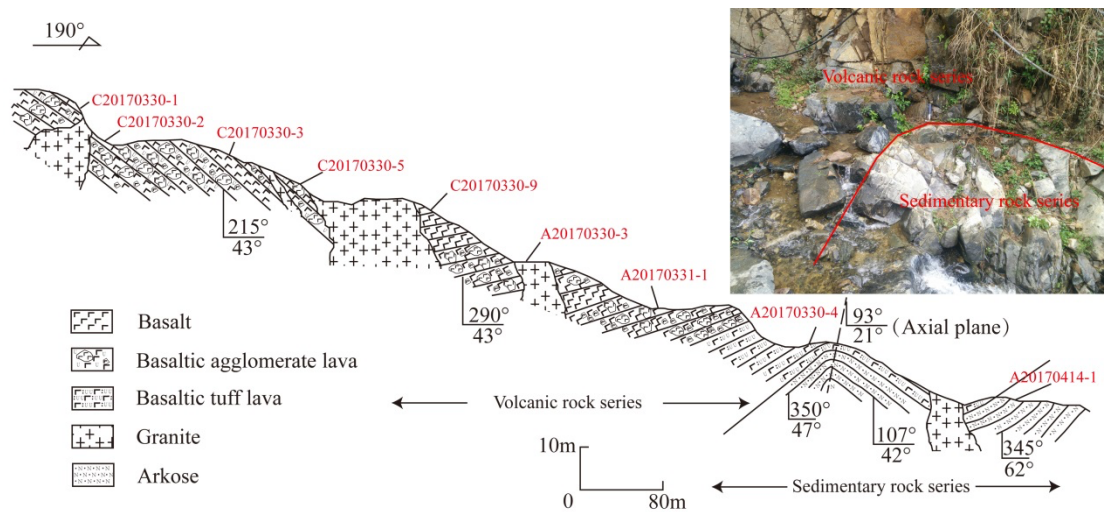 190°
C20170330-1
C20170330-2
C20170330-3
C20170330-5
C20170330-9
A20170330-3
A20170331-1
A20170330-4
A20170414-1
Volcanic rock series
Sedimentary rock series
215°
43°
290°
43°
93°
21°
(Axial plane)
350°
47°
107°
42°
345°
62°
Basalt
Basaltic agglomerate lava
Basaltic tuff lava
Granite
Arkose
Volcanic rock series
10m
0
80m
Sedimentary rock series